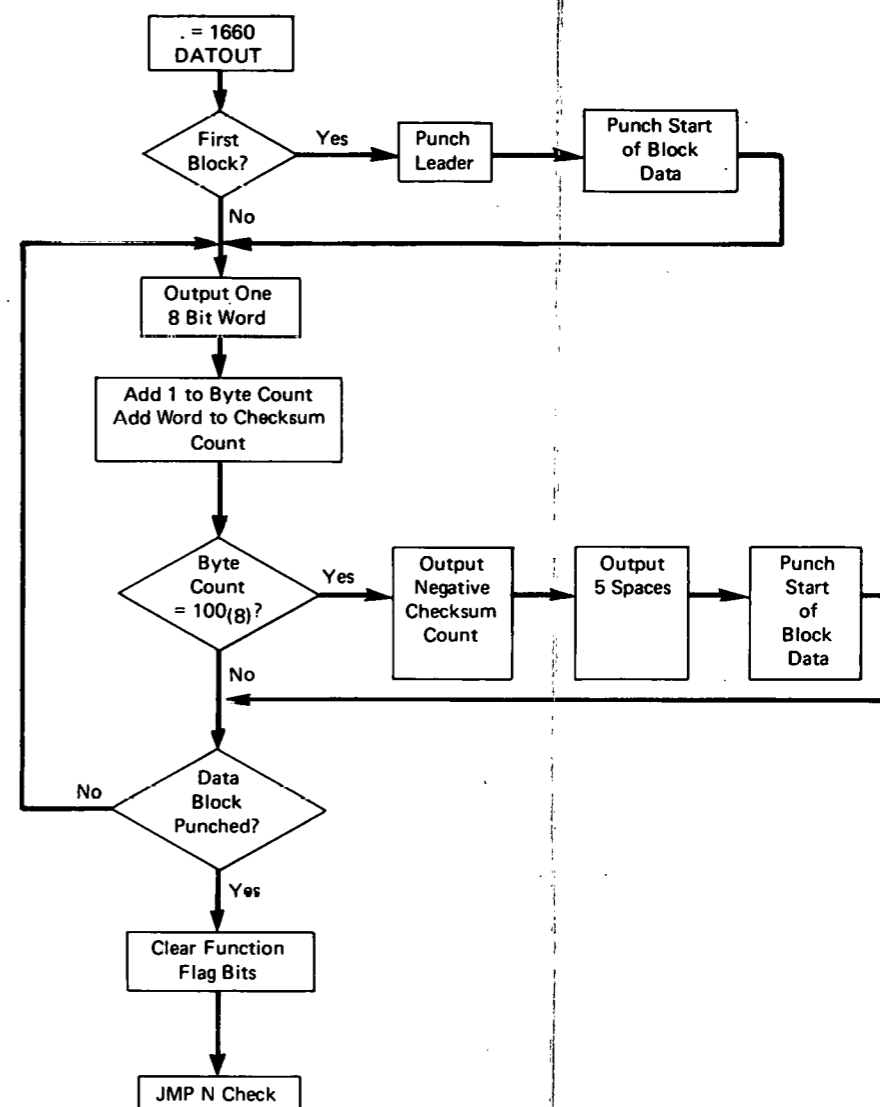 . = 1660
DATOUT
First
Block?
Yes
Punch
Leader
Punch Start
of Block
Data
No
Output One
8 Bit Word
Add 1 to Byte Count
Add Word to Checksum
Count
Byte
Count
= 100(8)?
Yes
Output
Negative
Checksum
Count
Output
5 Spaces
Punch
Start
of
Block
Data
No
Data
Block
Punched?
No
Yes
Clear Function
Flag Bits
JMP N Check